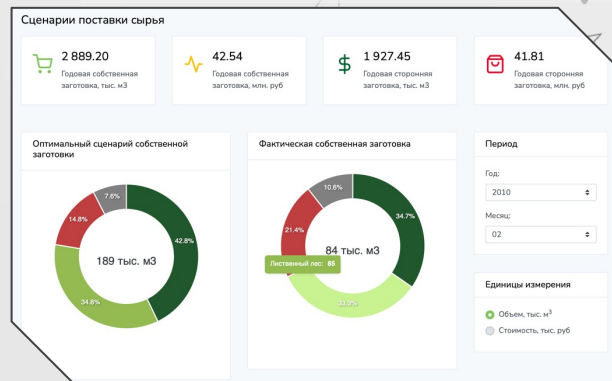 Сценарии поставки сырья
2 889.20
Годовая собственная
заготовка, тыс. м3
42.54
Годовая собственная
заготовка, млн. руб
1 927.45
Годовая сторонняя
заготовка, тыс. м3
41.81
Годовая сторонняя
заготовка, млн. руб
Оптимальный сценарий собственной
заготовки
7.6%
14.8%
42.8%
34.8%
189 тыс. м3
Фактическая собственная заготовка
10.6%
34.7%
21.4%
84 тыс. м3
Лиственный лес: 65
33.3%
Период
Год:
2010
Месяц:
02
Единицы измерения
Объем, тыс. м³
Стоимость, тыс. руб